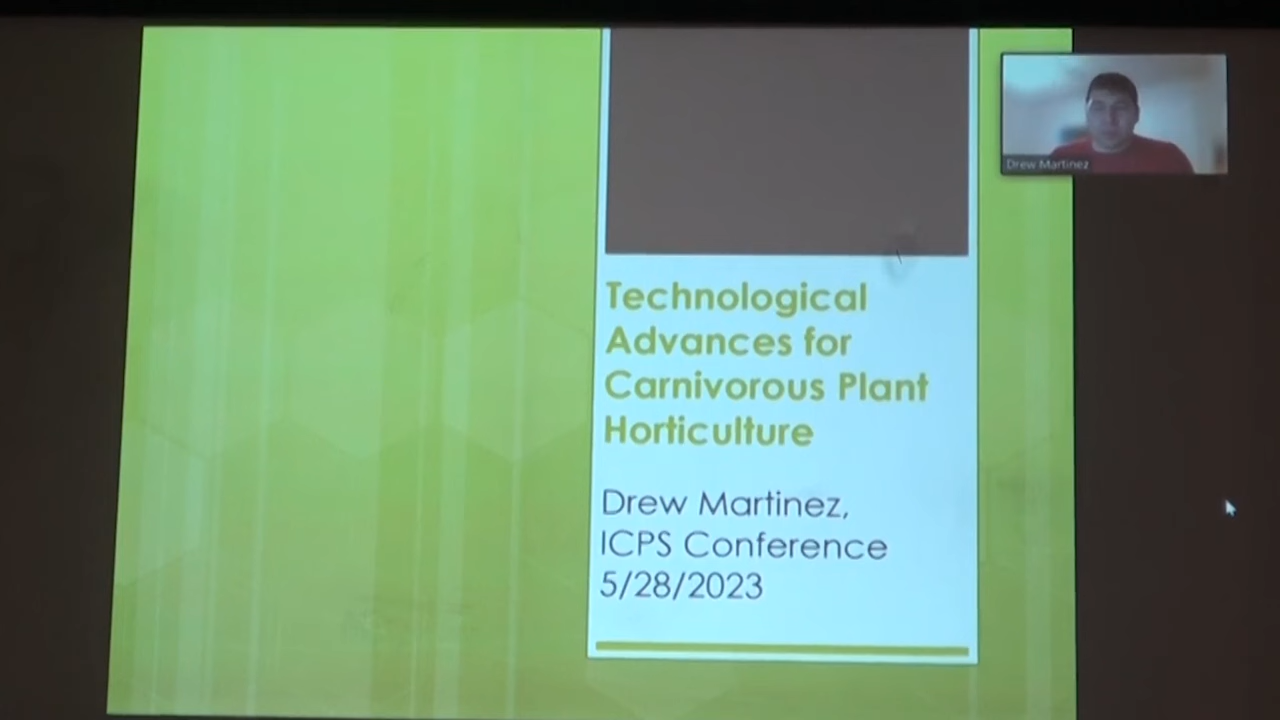 Technological
Advances for
Carnivorous Plant
Horticulture
Drew Martinez,
ICPS Conference
5/28/2023
Drew Martinez